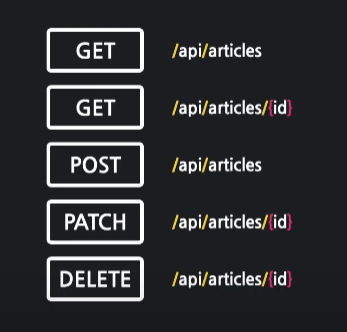 GET /api/articles
GET /api/articles/{id}
POST /api/articles
PATCH /api/articles/{id}
DELETE /api/articles/{id}